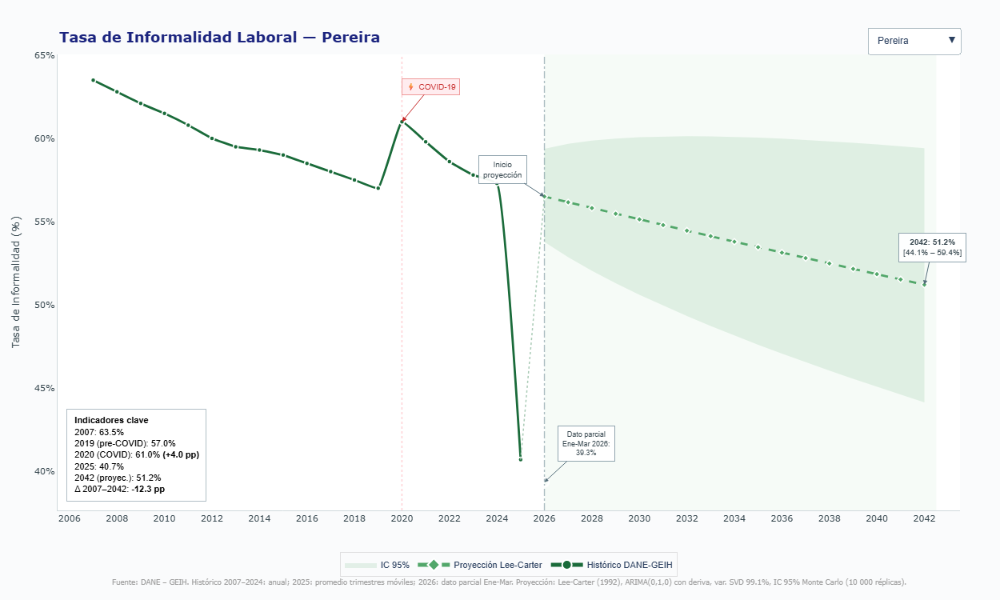 Tasa de Informalidad Laboral — Pereira
Pereira ▼
65%
60%
55%
50%
45%
40%
Tasa de Informalidad (%)
⚡ COVID-19
Inicio
proyección
2042: 51.2%
[44.1% – 59.4%]
Dato parcial
Ene-Mar 2026:
39.3%
Indicadores clave
2007: 63.5%
2019 (pre-COVID): 57.0%
2020 (COVID): 61.0% (+4.0 pp)
2025: 40.7%
2042 (proyec.): 51.2%
Δ 2007–2042: -12.3 pp
2006 2008 2010 2012 2014 2016 2018 2020 2022 2024 2026 2028 2030 2032 2034 2036 2038 2040 2042
IC 95% Proyección Lee-Carter Histórico DANE-GEIH
Fuente: DANE – GEIH. Histórico 2007–2024: anual; 2025: promedio trimestres móviles; 2026: dato parcial Ene-Mar. Proyección: Lee-Carter (1992), ARIMA(0,1,0) con deriva, var. SVD 99.1%, IC 95% Monte Carlo (10 000 réplicas).